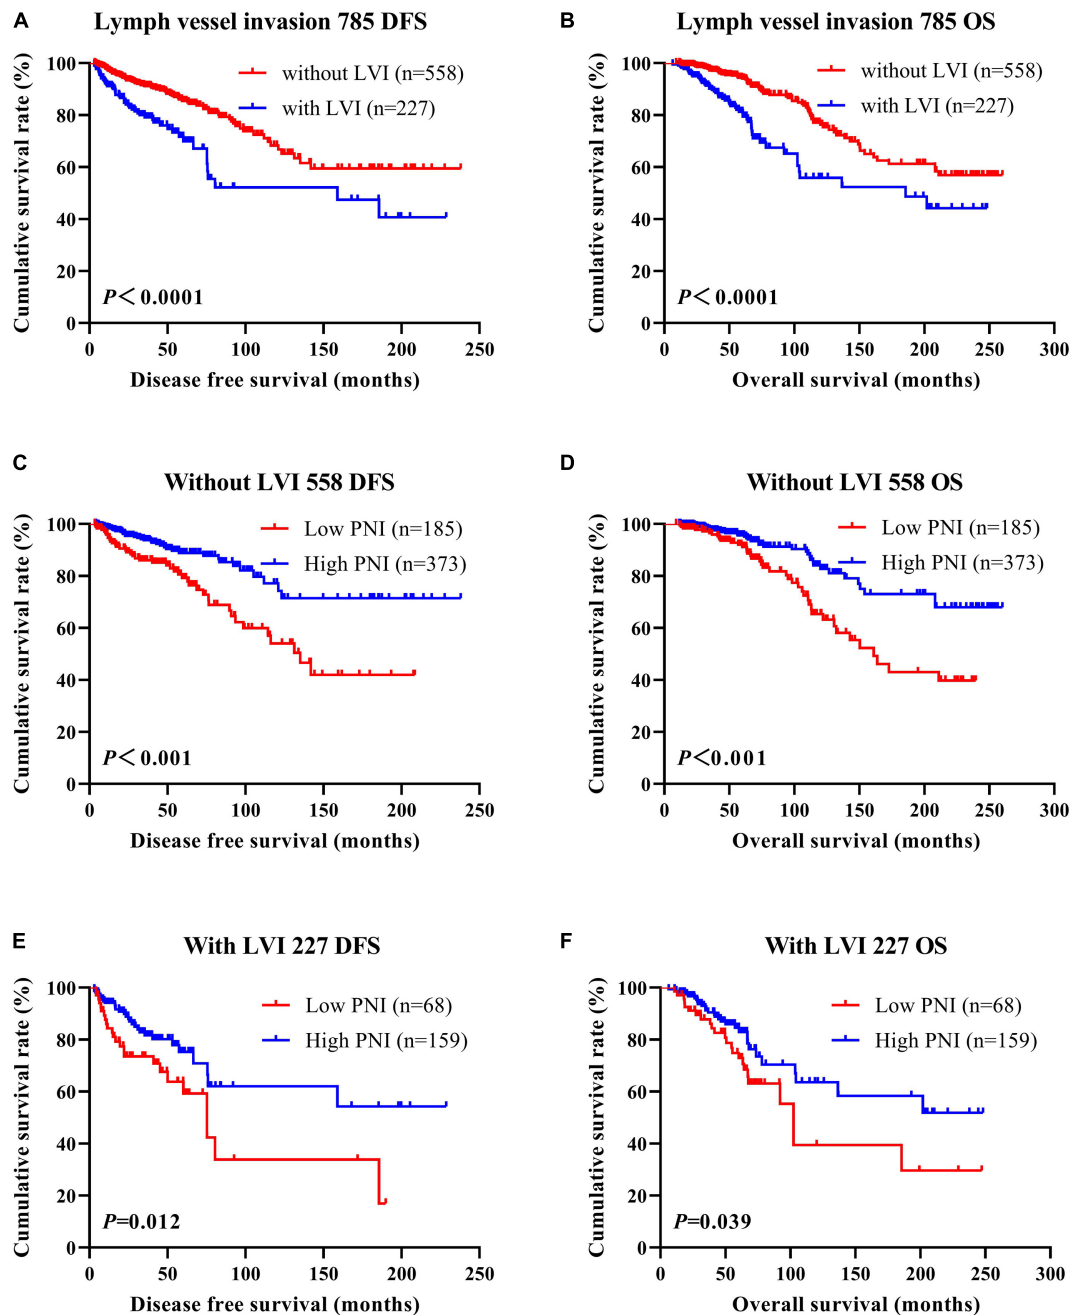 A
Lymph vessel invasion 785 DFS
Cumulative survival rate (%)
100
80
60
40
20
0
without LVI (n=558)
with LVI (n=227)
P＜0.0001
0 50 100 150 200 250
Disease free survival (months)
B
Lymph vessel invasion 785 OS
Cumulative survival rate (%)
100
80
60
40
20
0
without LVI (n=558)
with LVI (n=227)
P＜0.0001
0 50 100 150 200 250 300
Overall survival (months)
C
Without LVI 558 DFS
Cumulative survival rate (%)
100
80
60
40
20
0
Low PNI (n=185)
High PNI (n=373)
P＜0.001
0 50 100 150 200 250
Disease free survival (months)
D
Without LVI 558 OS
Cumulative survival rate (%)
100
80
60
40
20
0
Low PNI (n=185)
High PNI (n=373)
P＜0.001
0 50 100 150 200 250 300
Overall survival (months)
E
With LVI 227 DFS
Cumulative survival rate (%)
100
80
60
40
20
0
Low PNI (n=68)
High PNI (n=159)
P=0.012
0 50 100 150 200 250
Disease free survival (months)
F
With LVI 227 OS
Cumulative survival rate (%)
100
80
60
40
20
0
Low PNI (n=68)
High PNI (n=159)
P=0.039
0 50 100 150 200 250 300
Overall survival (months)